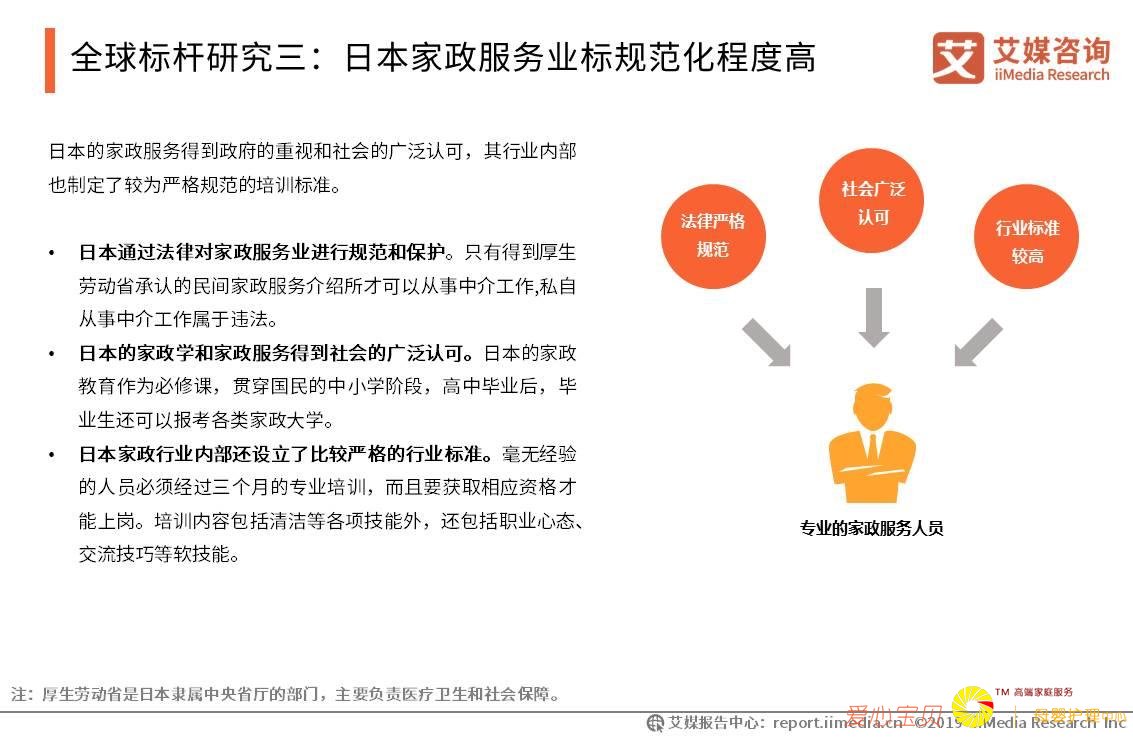 全球标杆研究三：日本家政服务业标规范化程度高
艾 艾媒咨询
iiMedia Research
日本的家政服务得到政府的重视和社会的广泛认可，其行业内部
也制定了较为严格规范的培训标准。
• 日本通过法律对家政服务业进行规范和保护。只有得到厚生
劳动省承认的民间家政服务介绍所才可以从事中介工作,私自
从事中介工作属于违法。
• 日本的家政学和家政服务得到社会的广泛认可。日本的家政
教育作为必修课，贯穿国民的中小学阶段，高中毕业后，毕
业生还可以报考各类家政大学。
• 日本家政行业内部还设立了比较严格的行业标准。毫无经验
的人员必须经过三个月的专业培训，而且要获取相应资格才
能上岗。培训内容包括清洁等各项技能外，还包括职业心态、
交流技巧等软技能。
法律严格
规范
社会广泛
认可
行业标准
较高
专业的家政服务人员
注：厚生劳动省是日本隶属中央省厅的部门，主要负责医疗卫生和社会保障。
艾媒报告中心：report.iimedia.cn ©2019 iiMedia Research Inc
爱心宝贝
TM 高端家庭服务
母婴护理中心